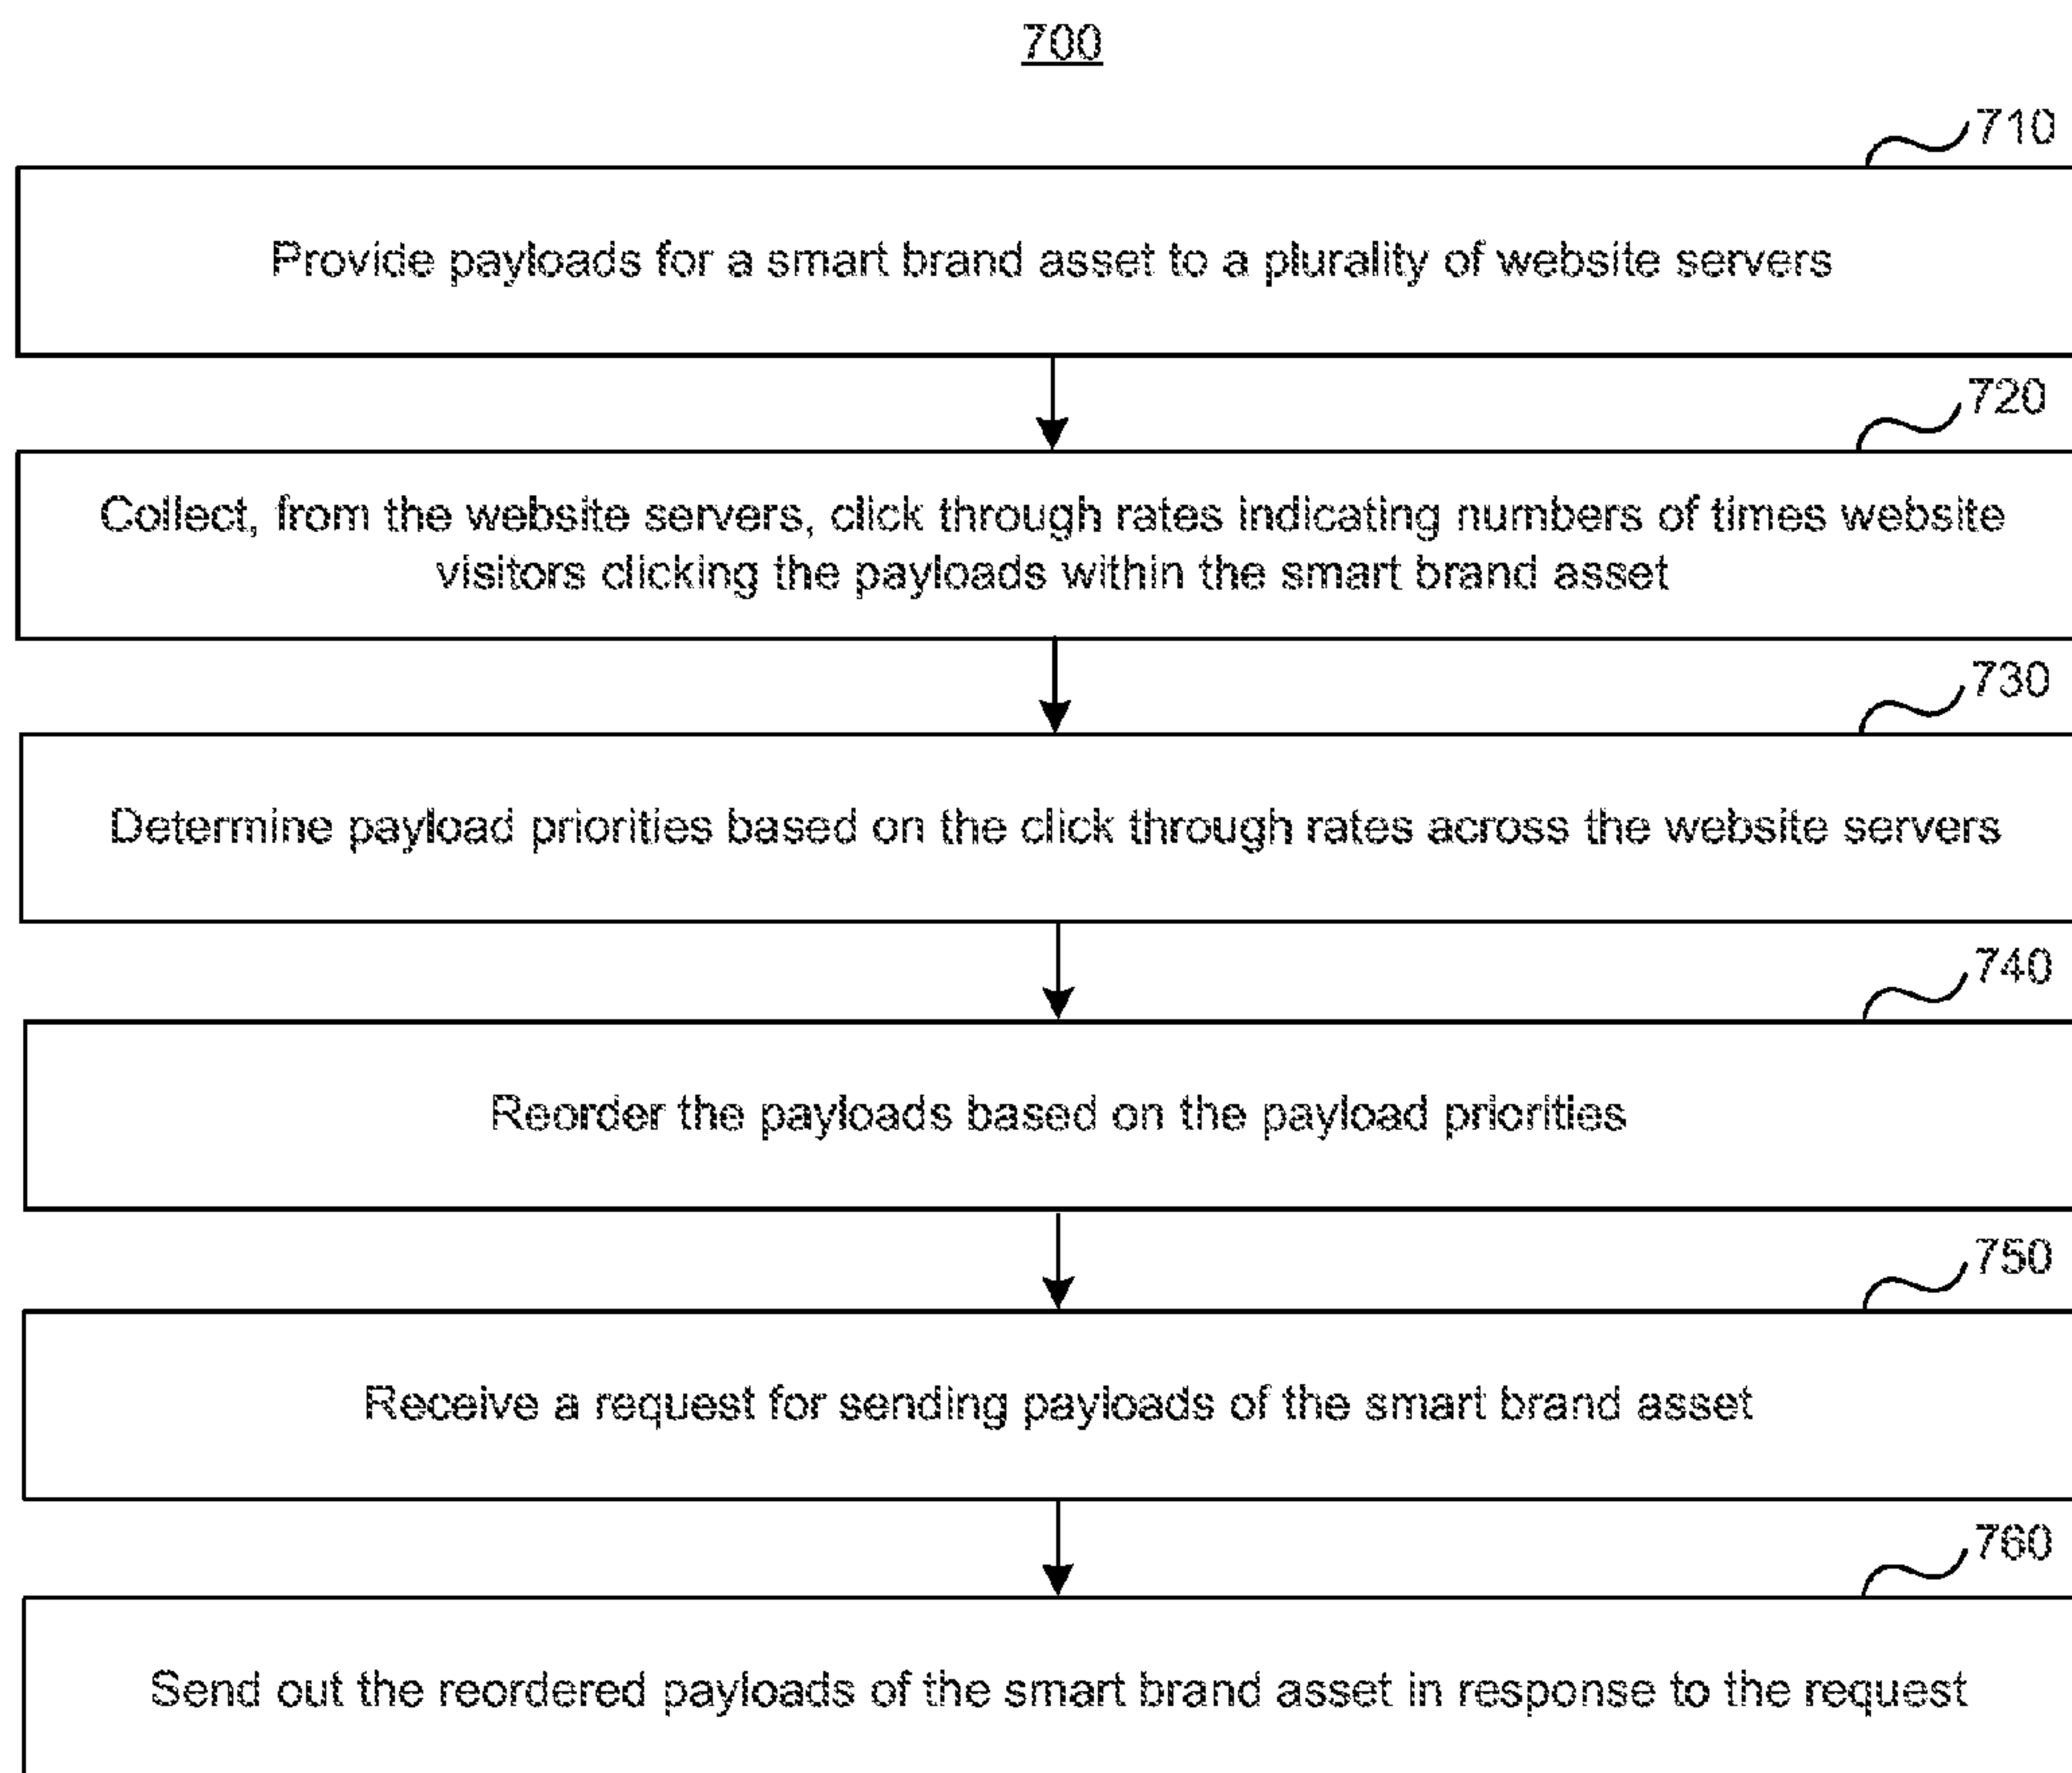 700
710
Provide payloads for a smart brand asset to a plurality of website servers
720
Collect, from the website servers, click through rates indicating numbers of times website
visitors clicking the payloads within the smart brand asset
730
Determine payload priorities based on the click through rates across the website servers
740
Reorder the payloads based on the payload priorities
750
Receive a request for sending payloads of the smart brand asset
760
Send out the reordered payloads of the smart brand asset in response to the request